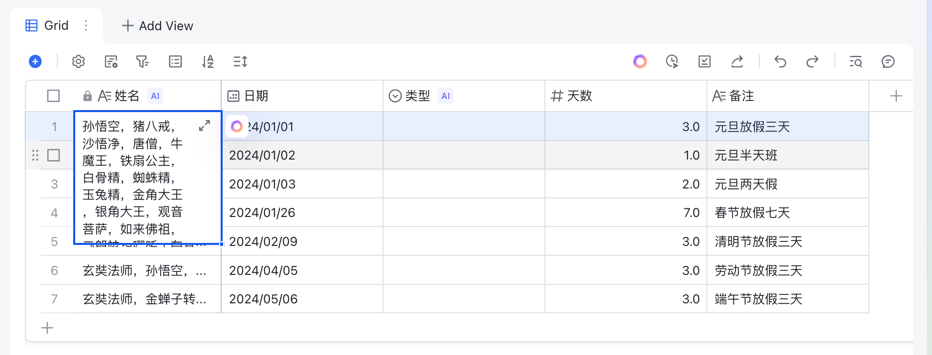 Grid
Add View
姓名 AI
日期
类型 AI
天数
备注
1
孙悟空，猪八戒，
沙悟净，唐僧，牛
魔王，铁扇公主，
白骨精，蜘蛛精，
玉兔精，金角大王
，银角大王，观音
菩萨，如来佛祖，
24/01/01 3.0 元旦放假三天
2024/01/02 1.0 元旦半天班
3 2024/01/03 2.0 元旦两天假
4 2024/01/26 7.0 春节放假七天
5 2024/02/09 3.0 清明节放假三天
6 玄奘法师，孙悟空，... 2024/04/05 3.0 劳动节放假三天
7 玄奘法师，金蝉子转... 2024/05/06 3.0 端午节放假三天